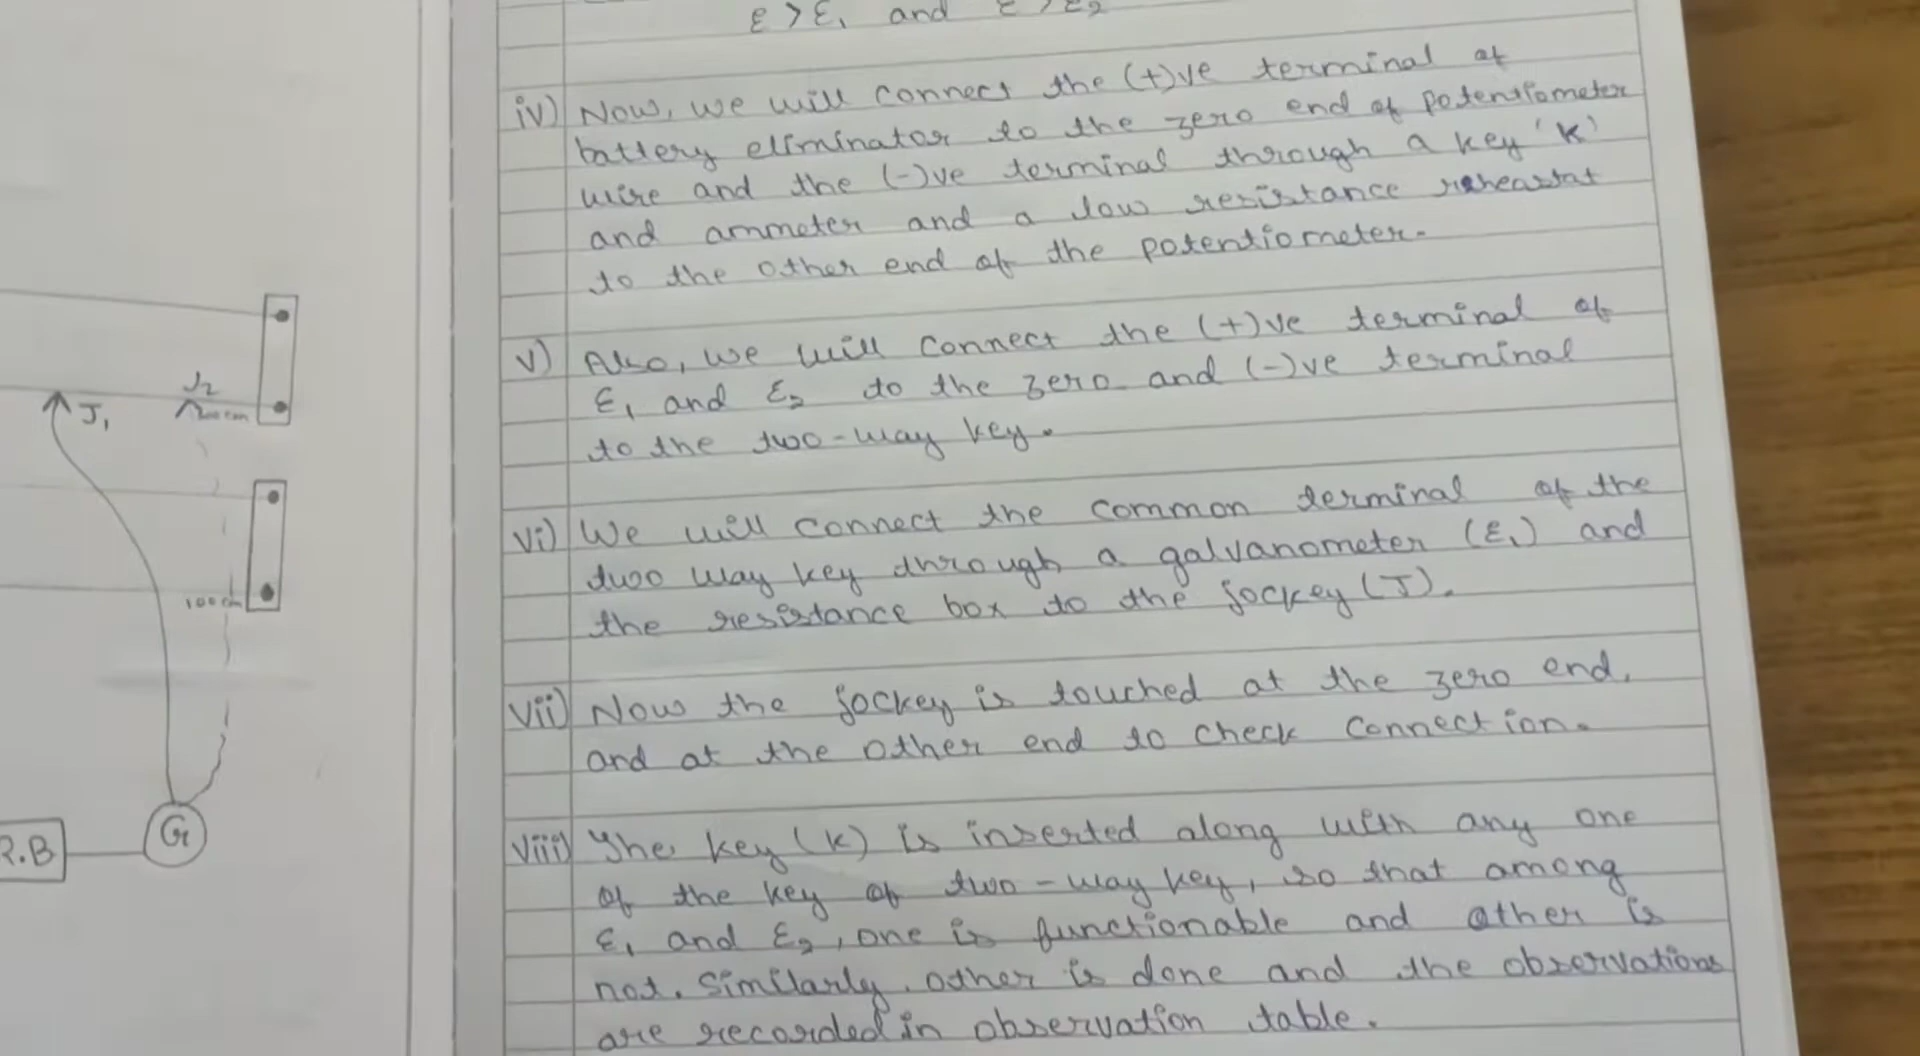 ε > ε₁ and ε > ε₂
iv) Now, we will connect the (+)ve terminal of
battery eliminator to the zero end of potentiometer
wire and the (-)ve terminal through a key 'K'
and ammeter and a low resistance reheastat
to the other end of the potentiometer.
v) Also, we will connect the (+)ve terminal of
ε₁ and ε₂ to the zero and (-)ve terminal
to the two-way key.
vi) We will connect the common terminal of the
two way key through a galvanometer (ε₁) and
the resistance box to the jockey (J).
vii) Now the jockey is touched at the zero end,
and at the other end to check connection.
viii) The key (K) is inserted along with any one
of the key of two-way key, so that among
ε₁ and ε₂, one is functionable and other is
not. Similarly, other is done and the observations
are recorded in observation table.
J₁
J₂
200 cm
100 cm
R.B
G